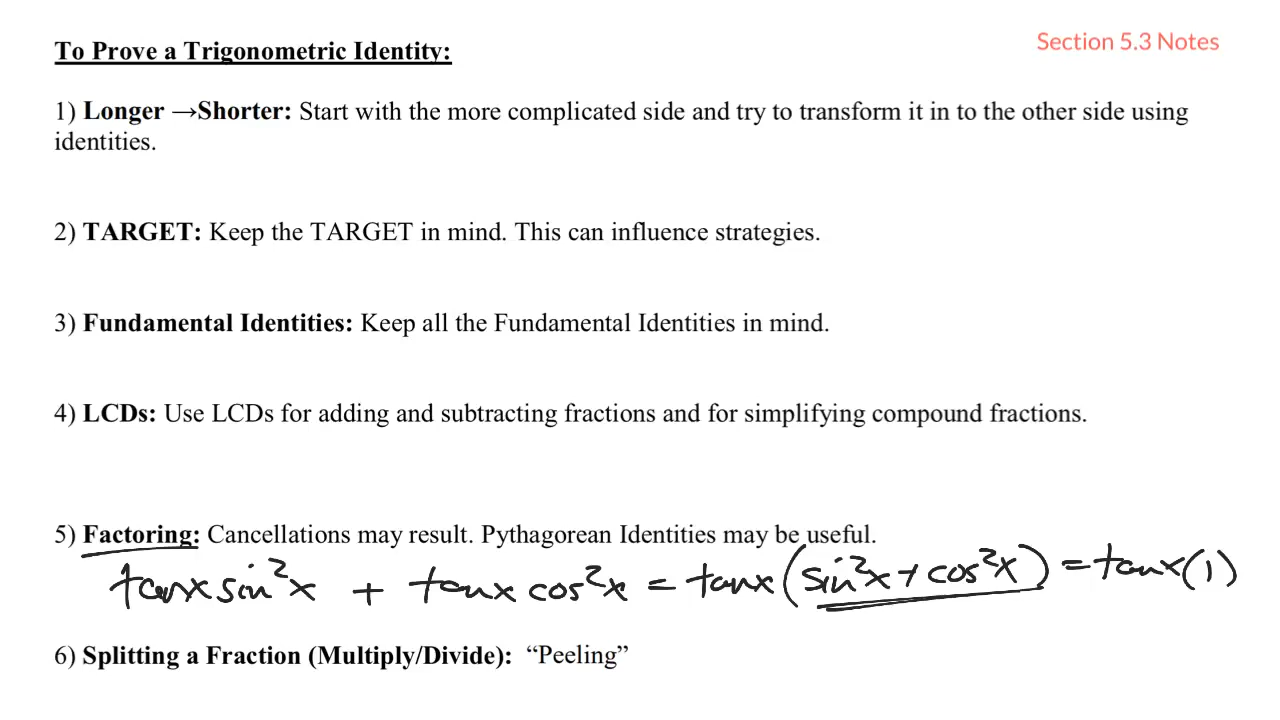 To Prove a Trigonometric Identity:
Section 5.3 Notes
1) Longer →Shorter: Start with the more complicated side and try to transform it in to the other side using
identities.
2) TARGET: Keep the TARGET in mind. This can influence strategies.
3) Fundamental Identities: Keep all the Fundamental Identities in mind.
4) LCDs: Use LCDs for adding and subtracting fractions and for simplifying compound fractions.
5) Factoring: Cancellations may result. Pythagorean Identities may be useful.
tanx sin²x + tanx cos²x = tanx(sin²x + cos²x) = tanx(1)
6) Splitting a Fraction (Multiply/Divide): “Peeling”